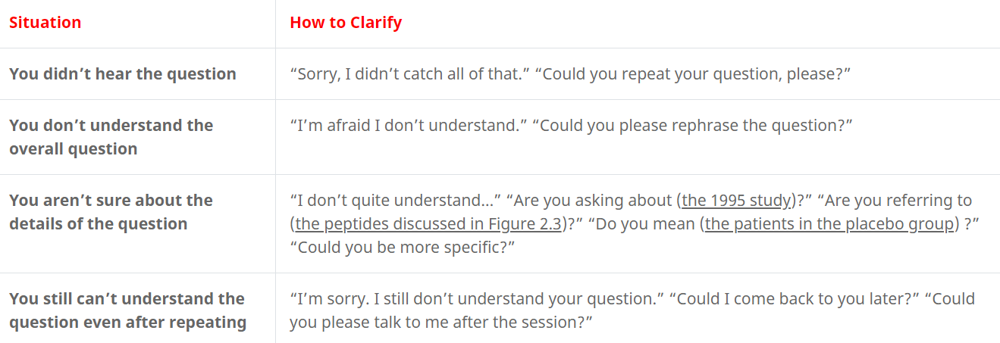 Situation
How to Clarify
You didn’t hear the question
“Sorry, I didn’t catch all of that.” “Could you repeat your question, please?”
You don’t understand the
overall question
“I’m afraid I don’t understand.” “Could you please rephrase the question?”
You aren’t sure about the
details of the question
“I don’t quite understand…” “Are you asking about (the 1995 study)?” “Are you referring to
(the peptides discussed in Figure 2.3)?” “Do you mean (the patients in the placebo group) ?”
“Could you be more specific?”
You still can’t understand the
question even after repeating
“I’m sorry. I still don’t understand your question.” “Could I come back to you later?” “Could
you please talk to me after the session?”